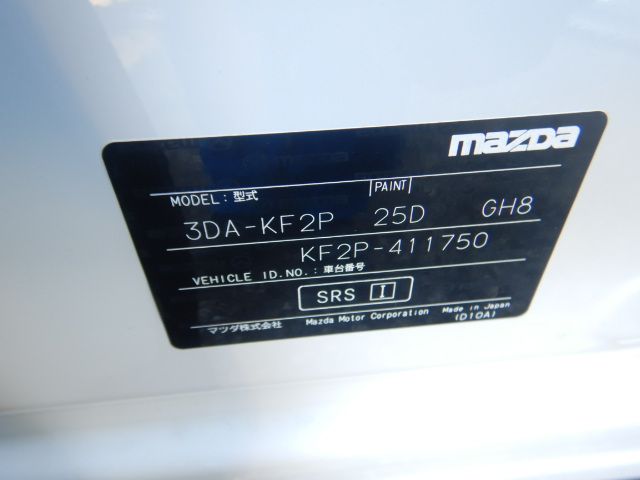 mazda
MODEL: 型式 PAINT
3DA-KF2P 25D GH8
KF2P-411750
VEHICLE ID.NO.: 車台番号
SRS I
マツダ株式会社 Mazda Motor Corporation Made in Japan
(D10A)